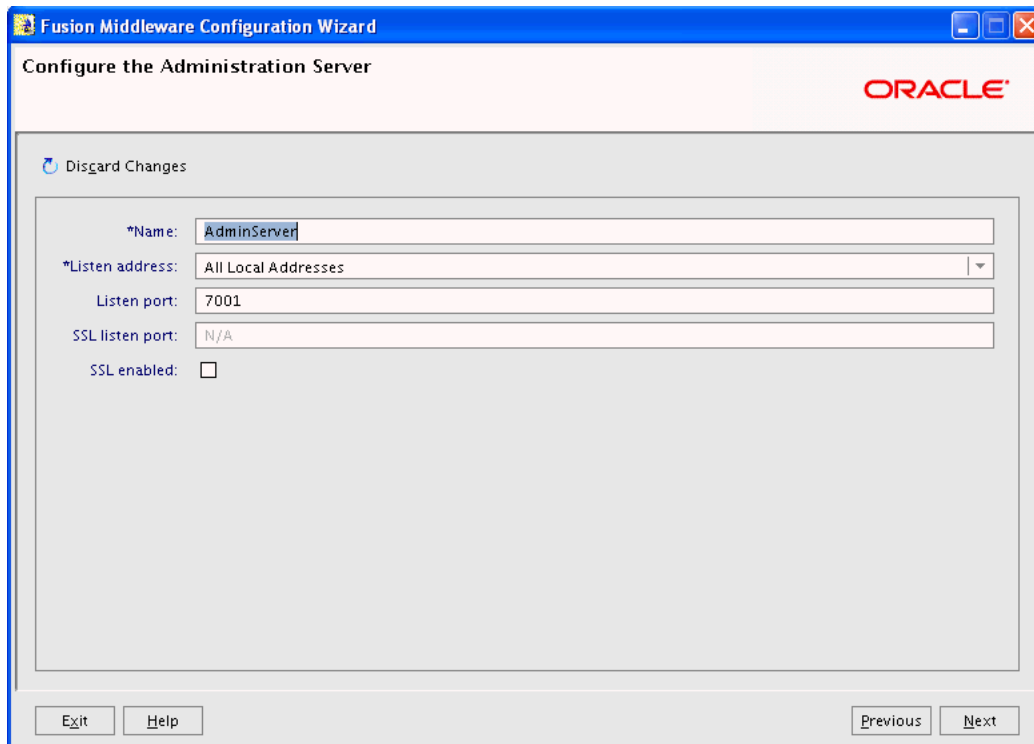 Fusion Middleware Configuration Wizard
Configure the Administration Server
ORACLE
Discard Changes
*Name: AdminServer
*Listen address: All Local Addresses
Listen port: 7001
SSL listen port: N/A
SSL enabled:
Exit Help Previous Next